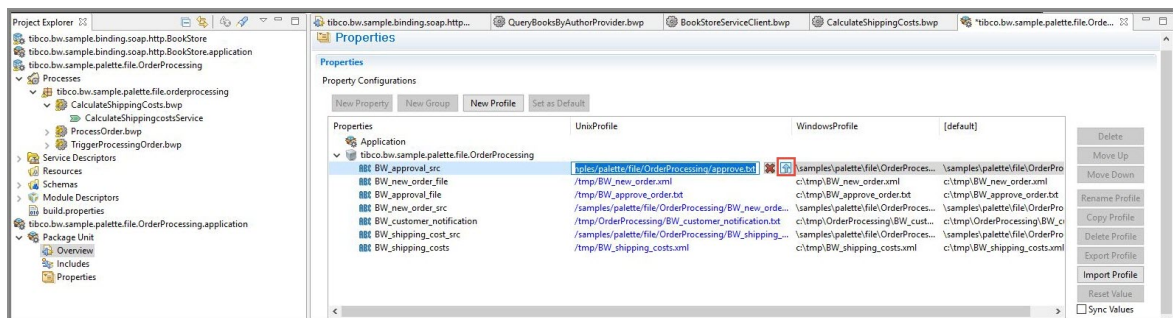 Project Explorer
tibco.bw.sample.binding.soap.http...
QueryBooksByAuthorProvider.bwp
BookStoreServiceClient.bwp
CalculateShippingCosts.bwp
*tibco.bw.sample.palette.file.Orde...
tibco.bw.sample.binding.soap.http.BookStore
tibco.bw.sample.binding.soap.http.BookStore.application
tibco.bw.sample.palette.file.OrderProcessing
Processes
tibco.bw.sample.palette.file.orderprocessing
CalculateShippingCosts.bwp
CalculateShippingcostsService
ProcessOrder.bwp
TriggerProcessingOrder.bwp
Service Descriptors
Resources
Schemas
Module Descriptors
build.properties
tibco.bw.sample.palette.file.OrderProcessing.application
Package Unit
Overview
Includes
Properties
Properties
Properties
Property Configurations
New Property New Group New Profile Set as Default
Properties UnixProfile WindowsProfile [default]
Application
tibco.bw.sample.palette.file.OrderProcessing
ABC BW_approval_src nples/palette/file/OrderProcessing/approve.txt \samples\palette\file\OrderProces... \samples\palette\file\OrderPro
ABC BW_new_order_file /tmp/BW_new_order.xml c:\tmp\BW_new_order.xml c:\tmp\BW_new_order.xml
ABC BW_approval_file /tmp/BW_approve_order.txt c:\tmp\BW_approve_order.txt c:\tmp\BW_approve_order.txt
ABC BW_new_order_src /samples/palette/file/OrderProcessing/BW_new_orde... \samples\palette\file\OrderProces... \samples\palette\file\OrderPro
ABC BW_customer_notification /tmp/OrderProcessing/BW_customer_notification.txt c:\tmp\OrderProcessing\BW_cust... c:\tmp\OrderProcessing\BW_cu
ABC BW_shipping_cost_src /samples/palette/file/OrderProcessing/BW_shipping_... \samples\palette\file\OrderProces... \samples\palette\file\OrderPro
ABC BW_shipping_costs /tmp/BW_shipping_costs.xml c:\tmp\BW_shipping_costs.xml c:\tmp\BW_shipping_costs.xml
Delete
Move Up
Move Down
Rename Profile
Copy Profile
Delete Profile
Export Profile
Import Profile
Reset Value
Sync Values